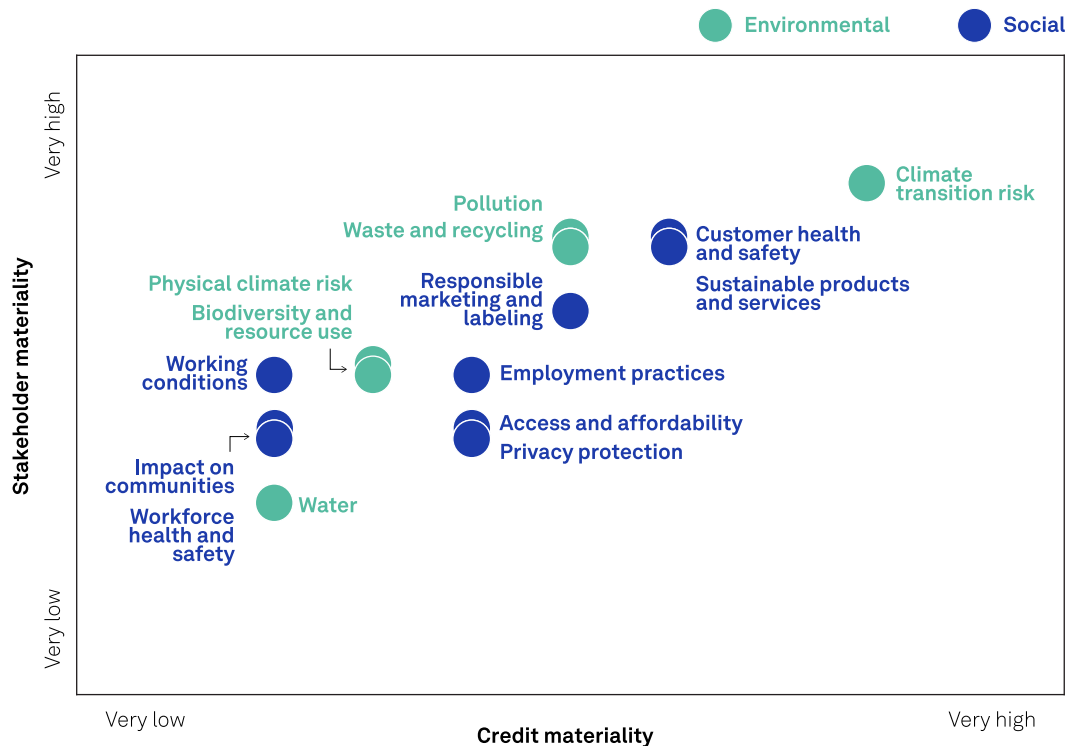 Environmental
Social
Very high
Climate
transition risk
Pollution
Waste and recycling
Customer health
and safety
Sustainable products
and services
Responsible
marketing and
labeling
Physical climate risk
Biodiversity and
resource use
Working
conditions
Employment practices
Access and affordability
Privacy protection
Impact on
communities
Workforce
health and
safety
Water
Stakeholder materiality
Very low
Very low
Credit materiality
Very high